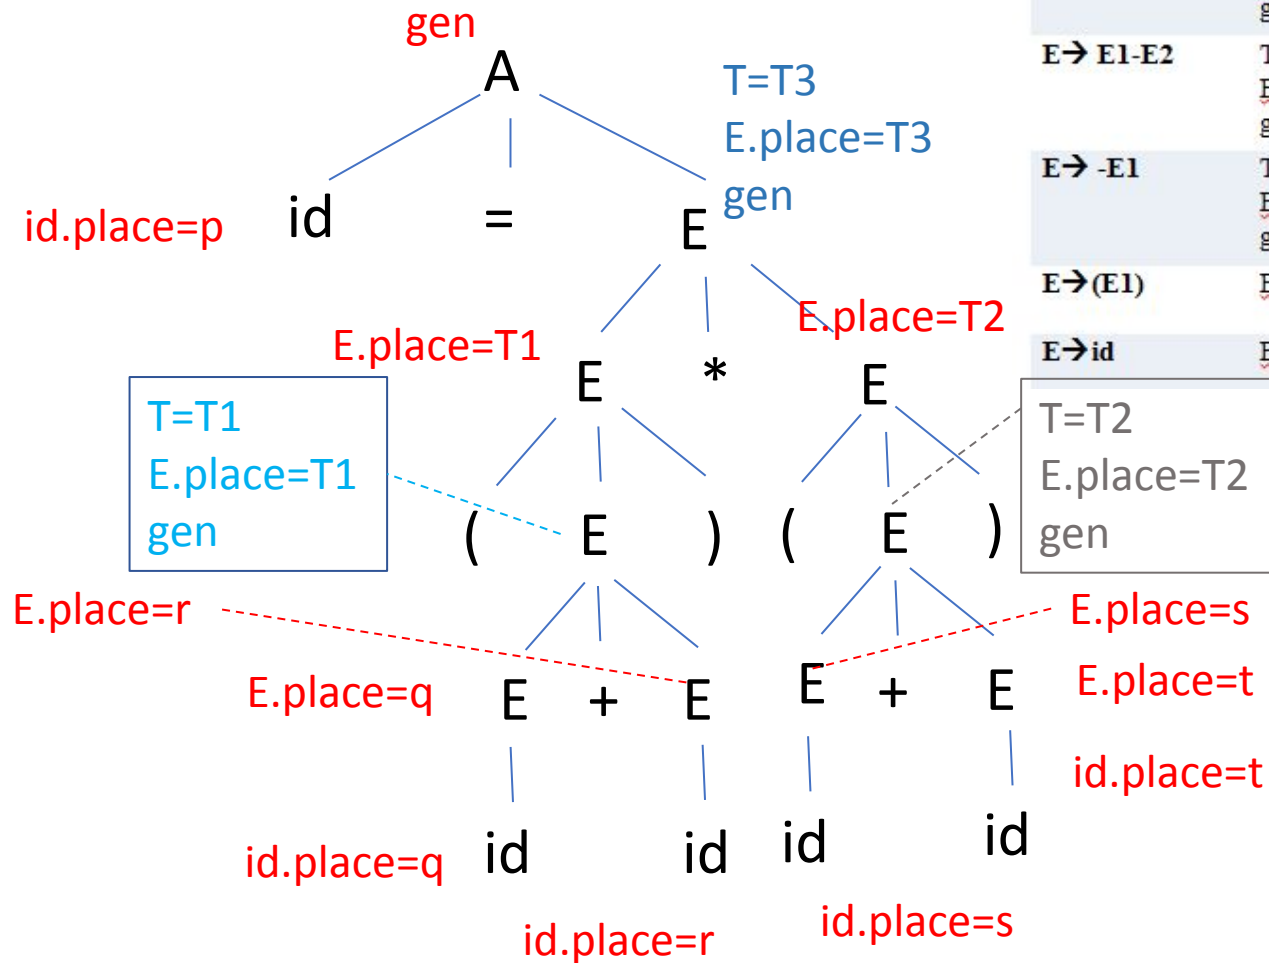 gen
A
T=T3
E.place=T3
gen
id.place=p
id
=
E
E.place=T1
E.place=T2
E
*
E
T=T1
E.place=T1
gen
T=T2
E.place=T2
gen
(
E
)
(
E
)
E.place=r
E.place=s
E.place=q
E
+
E
E
+
E
E.place=t
id.place=t
id.place=q
id
id
id
id
id.place=r
id.place=s
g
E→ E1-E2
T
E
g
E→ -E1
T
E
g
E→(E1)
E
E→id
E